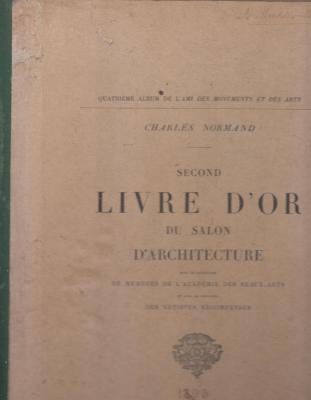 QUATRIÈME ALBUM DE L'AMI DES MONUMENTS ET DES ARTS
CHARLES NORMAND
SECOND
LIVRE D'OR
DU SALON
D'ARCHITECTURE
DE MEMBRES DE L'ACADÉMIE DES BEAUX-ARTS
DES ARTISTES RÉCOMPENSÉS